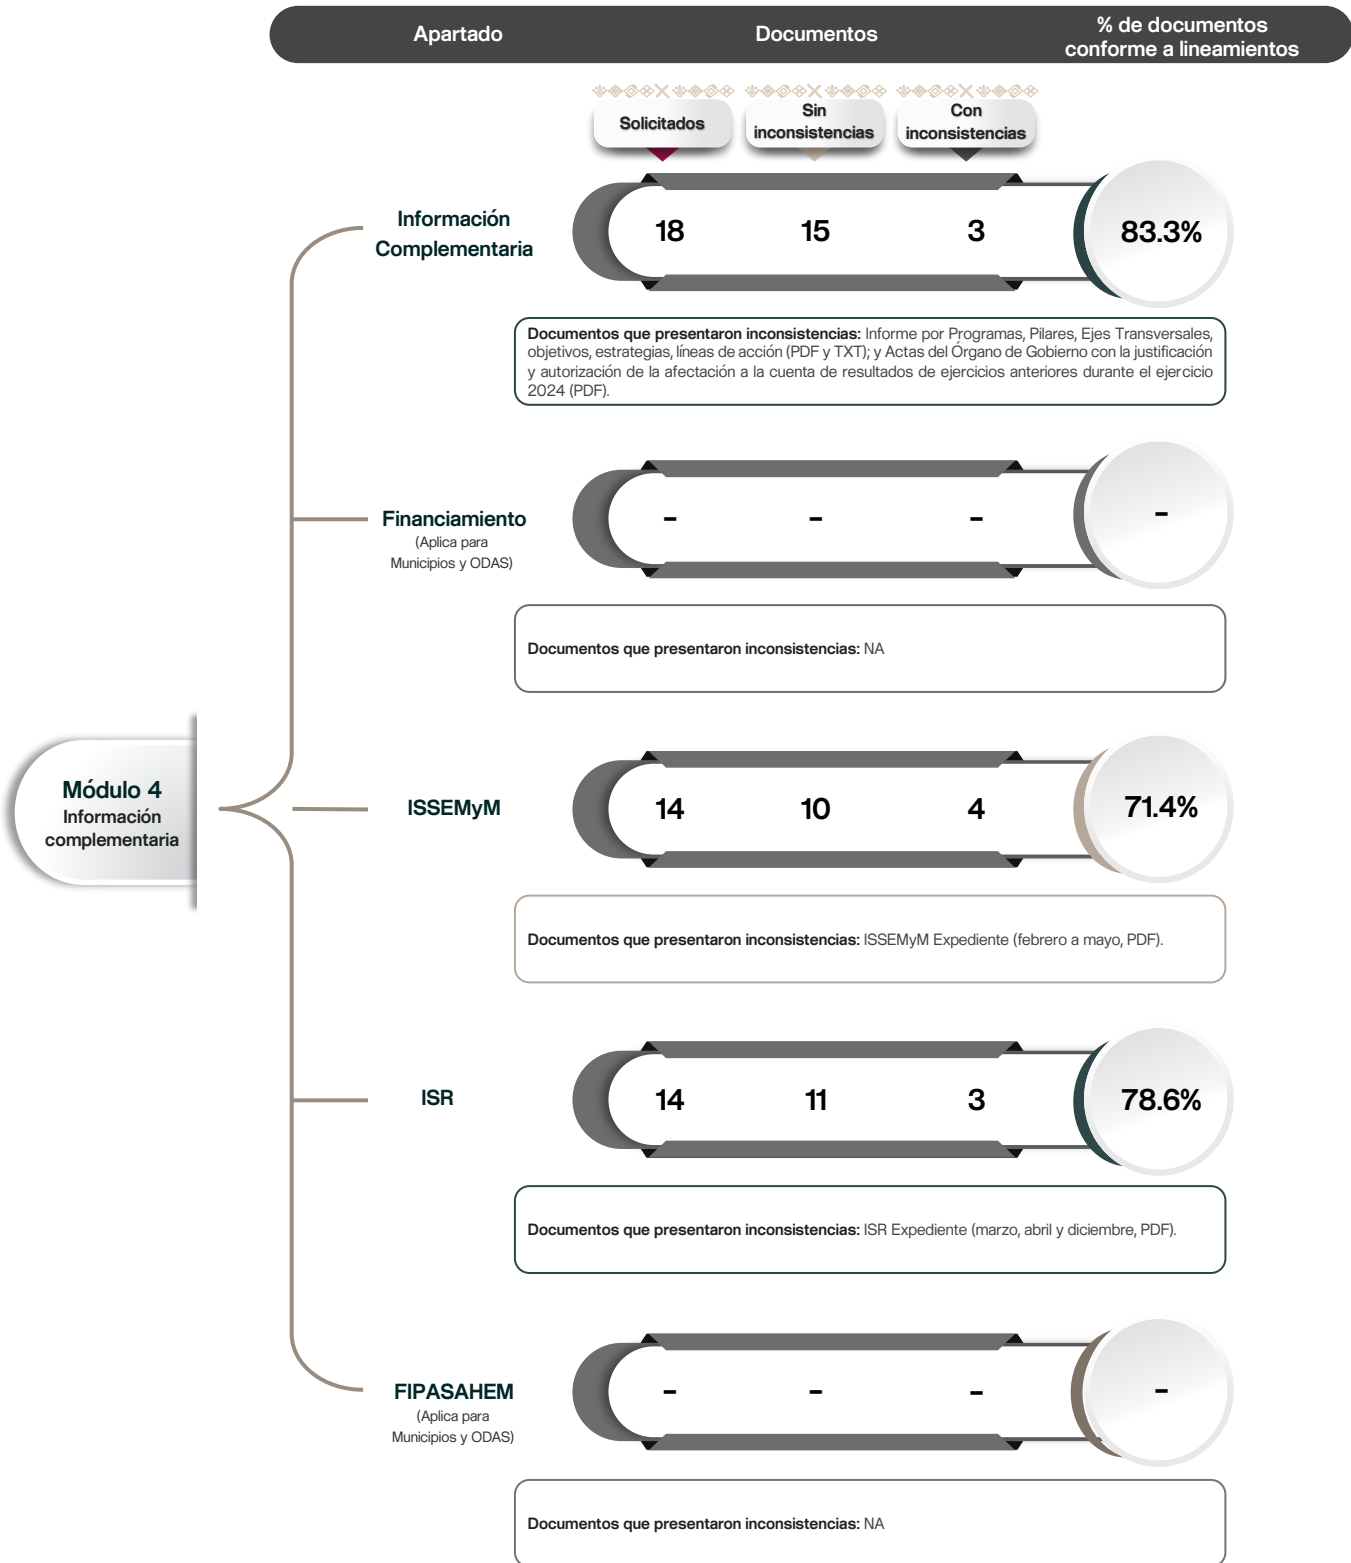 Apartado
Documentos
% de documentos
conforme a lineamientos
Solicitados
Sin
inconsistencias
Con
inconsistencias
Información
Complementaria
18
15
3
83.3%
Documentos que presentaron inconsistencias: Informe por Programas, Pilares, Ejes Transversales,
objetivos, estrategias, líneas de acción (PDF y TXT); y Actas del Órgano de Gobierno con la justificación
y autorización de la afectación a la cuenta de resultados de ejercicios anteriores durante el ejercicio
2024 (PDF).
Financiamiento
(Aplica para
Municipios y ODAS)
-
-
-
-
Documentos que presentaron inconsistencias: NA
Módulo 4
Información
complementaria
ISSEMyM
14
10
4
71.4%
Documentos que presentaron inconsistencias: ISSEMyM Expediente (febrero a mayo, PDF).
ISR
14
11
3
78.6%
Documentos que presentaron inconsistencias: ISR Expediente (marzo, abril y diciembre, PDF).
FIPASAHEM
(Aplica para
Municipios y ODAS)
-
-
-
-
Documentos que presentaron inconsistencias: NA